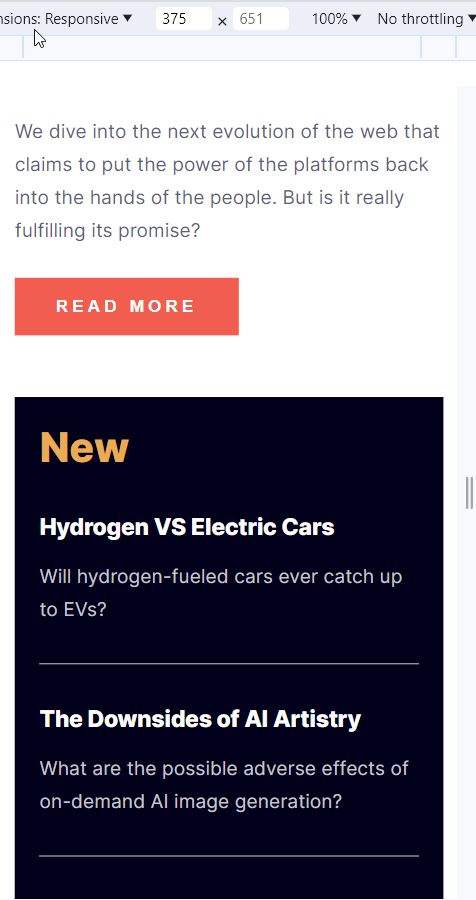 nsions: Responsive ▼ 375 × 651 100% ▼ No throttling ▼
We dive into the next evolution of the web that
claims to put the power of the platforms back
into the hands of the people. But is it really
fulfilling its promise?
READ MORE
New
Hydrogen VS Electric Cars
Will hydrogen-fueled cars ever catch up
to EVs?
The Downsides of AI Artistry
What are the possible adverse effects of
on-demand AI image generation?